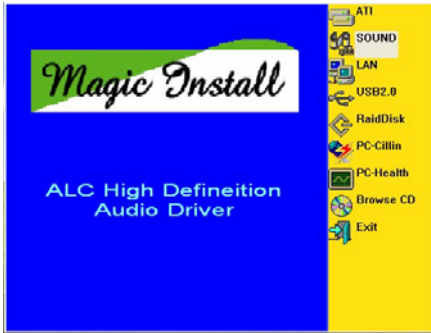 Magic Install
ALC High Defineition
Audio Driver
ATI
SOUND
LAN
USB2.0
RaidDisk
PC-Cillin
PC-Health
Browse CD
Exit